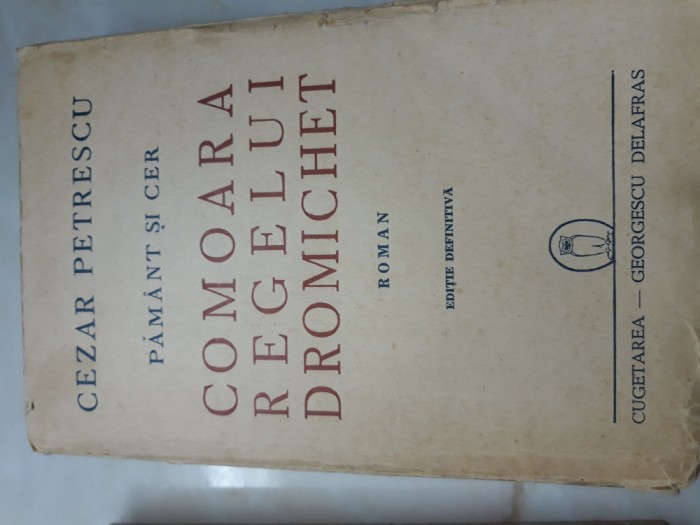 CEZAR PETRESCU
PĂMÂNT ȘI CER
COMOARA
REGELUI
DROMICHET
ROMAN
EDIȚIE DEFINITIVĂ
CUGETAREA — GEORGESCU DELAFRAS